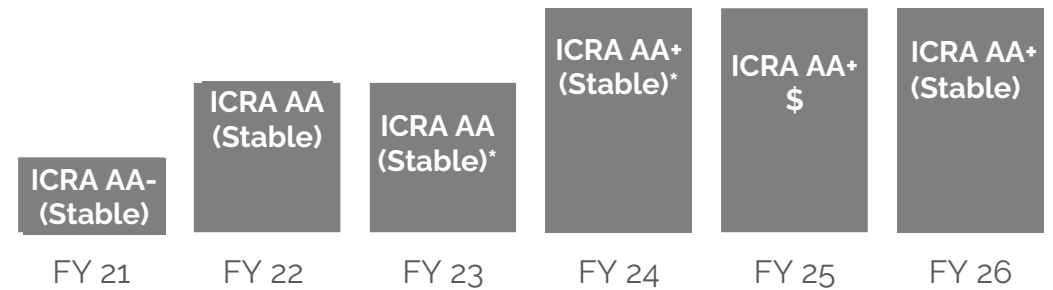 ICRA AA-
(Stable)
ICRA AA
(Stable)
ICRA AA
(Stable)*
ICRA AA+
(Stable)*
ICRA AA+
$
ICRA AA+
(Stable)
FY 21
FY 22
FY 23
FY 24
FY 25
FY 26